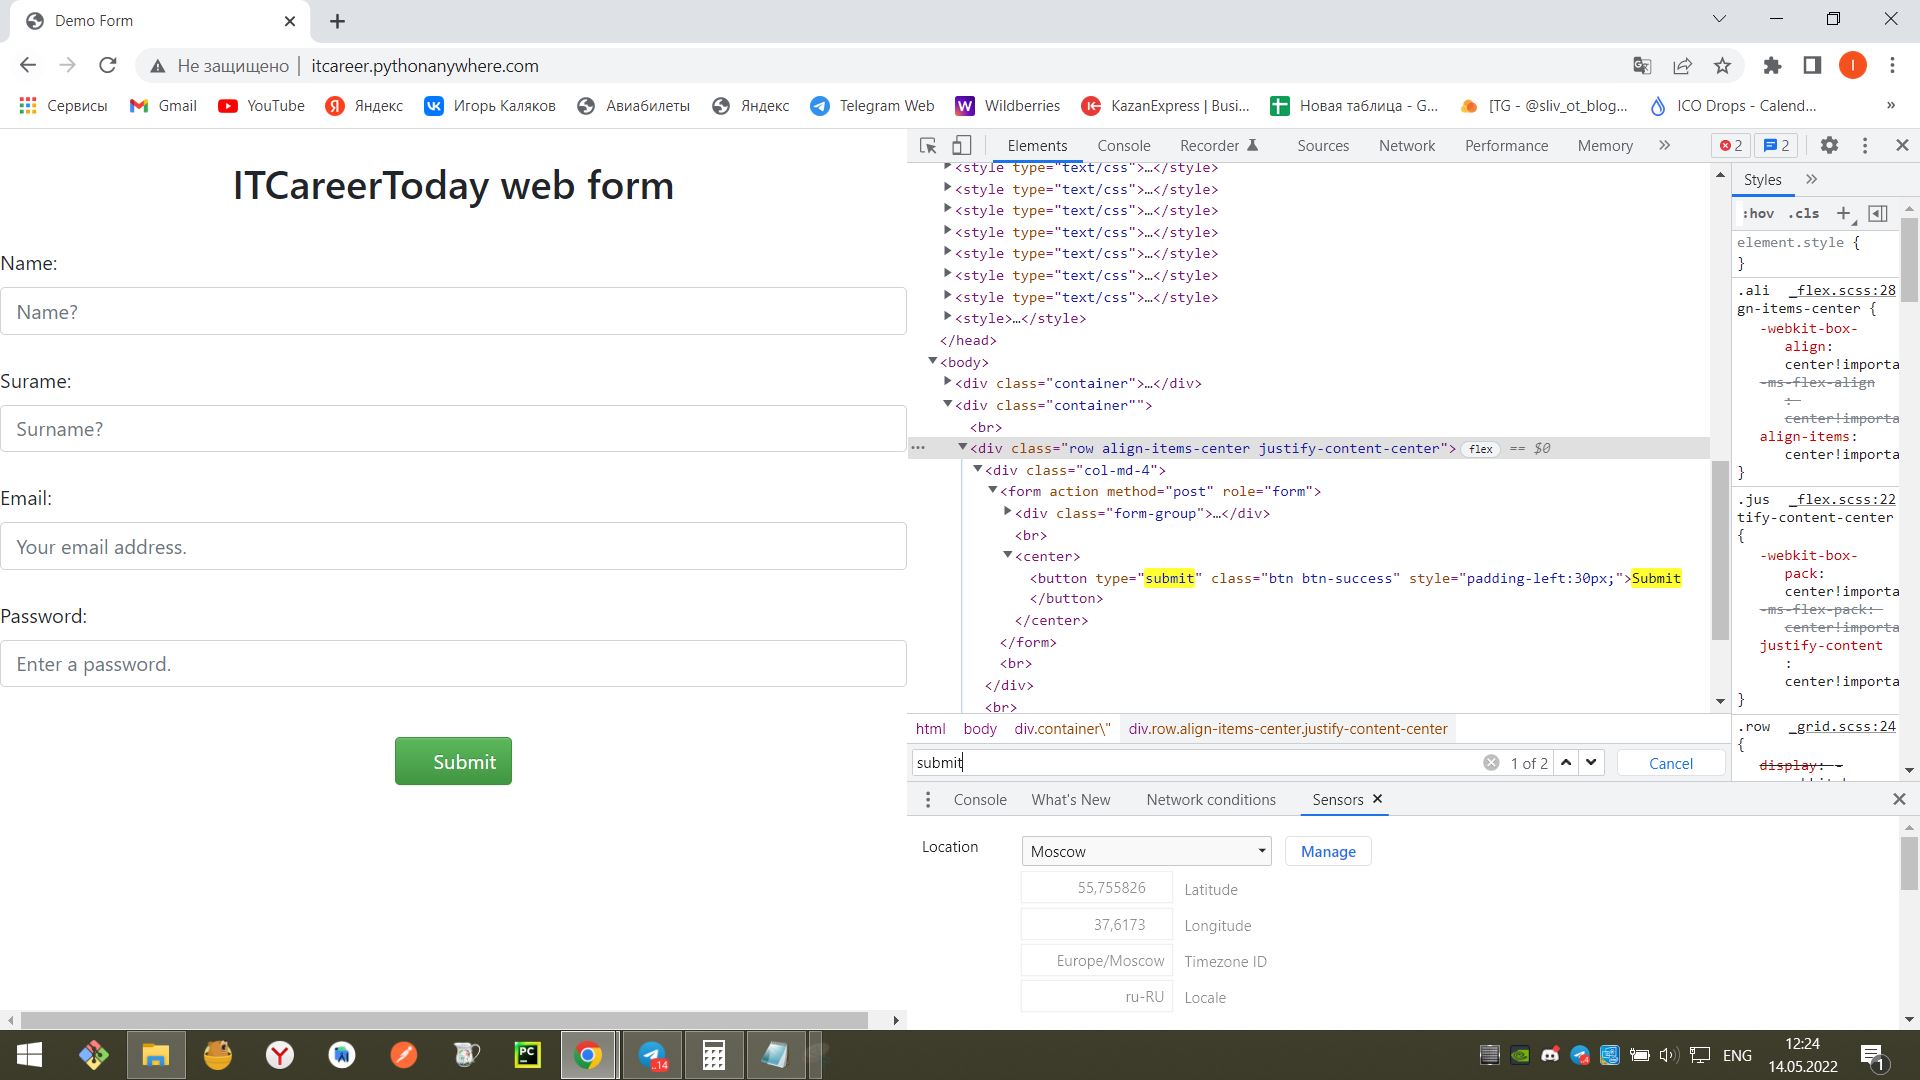 Demo Form
Не защищено | itcareer.pythonanywhere.com
Сервисы Gmail YouTube Яндекс Игорь Каляков Авиабилеты Яндекс Telegram Web Wildberries KazanExpress | Busi... Новая таблица - G... [TG - @sliv_ot_blog... ICO Drops - Calend... »
ITCareerToday web form
Name:
Name?
Surame:
Surname?
Email:
Your email address.
Password:
Enter a password.
Submit
Elements Console Recorder Sources Network Performance Memory » 2 2
<style type="text/css">…</style>
<style type="text/css">…</style>
<style type="text/css">…</style>
<style type="text/css">…</style>
<style type="text/css">…</style>
<style type="text/css">…</style>
<style type="text/css">…</style>
<style>…</style>
</head>
<body>
<div class="container">…</div>
<div class="container"">
<br>
<div class="row align-items-center justify-content-center"> flex == $0
<div class="col-md-4">
<form action method="post" role="form">
<div class="form-group">…</div>
<br>
<center>
<button type="submit" class="btn btn-success" style="padding-left:30px;">Submit
</button>
</center>
</form>
<br>
</div>
<br>
html body div.container\" div.row.align-items-center.justify-content-center
submit 1 of 2 Cancel
Styles »
:hov .cls +
element.style {
}
.ali _flex.scss:28
gn-items-center {
-webkit-box-
align:
center!importa
-ms-flex-align
:
center!importa
align-items:
center!importa
}
.jus _flex.scss:22
tify-content-center
{
-webkit-box-
pack:
center!importa
-ms-flex-pack:
center!importa
justify-content
:
center!importa
}
.row _grid.scss:24
{
display: -
Console What's New Network conditions Sensors
Location Moscow Manage
55,755826 Latitude
37,6173 Longitude
Europe/Moscow Timezone ID
ru-RU Locale
PC ..14 ENG 12:24
14.05.2022 1